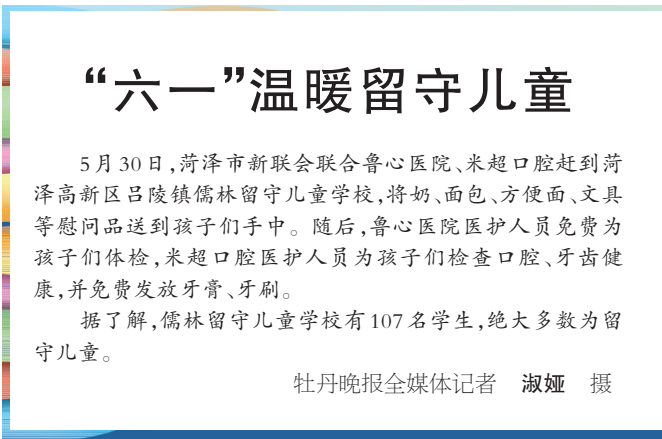 “六一”温暖留守儿童
5月30日,菏泽市新联会联合鲁心医院、米超口腔赶到菏
泽高新区吕陵镇儒林留守儿童学校,将奶、面包、方便面、文具
等慰问品送到孩子们手中。随后,鲁心医院医护人员免费为
孩子们体检,米超口腔医护人员为孩子们检查口腔、牙齿健
康,并免费发放牙膏、牙刷。
据了解,儒林留守儿童学校有107名学生,绝大多数为留
守儿童。
牡丹晚报全媒体记者 淑娅 摄